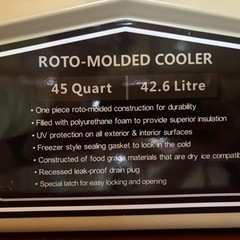 ROTO-MOLDED COOLER
45 Quart | 42.6 Litre
• One piece roto-molded construction for durability
• Filled with polyurethane foam to provide superior insulation
• UV protection on all exterior & interior surfaces
• Freezer style sealing gasket to lock in the cold
• Constructed of food grade materials that are dry ice compatible
• Recessed leak-proof drain plug
• Special latch for easy locking and opening